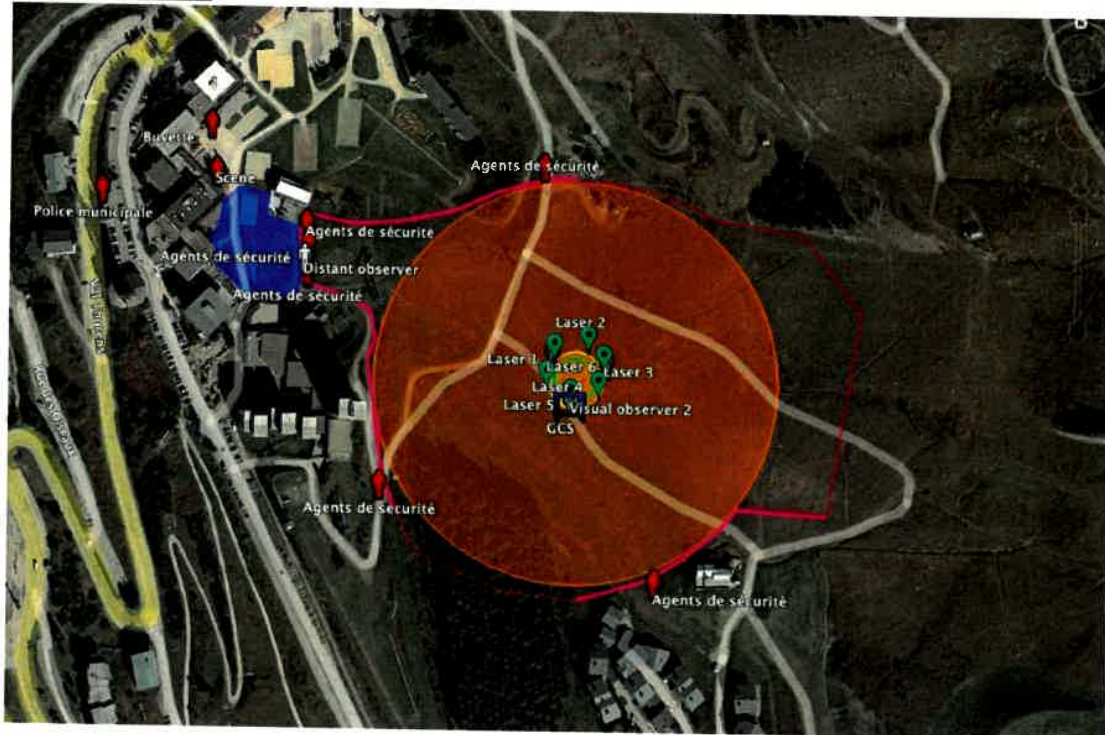 Buvette
Scène
Agents de sécurité
Police municipale
Agents de sécurité
Agents de sécurité
Distant observer
Agents de sécurité
Laser 2
Laser 1
Laser 6
Laser 3
Laser 4
Laser 5
Visual observer 2
GCS
Agents de sécurité
Agents de sécurité